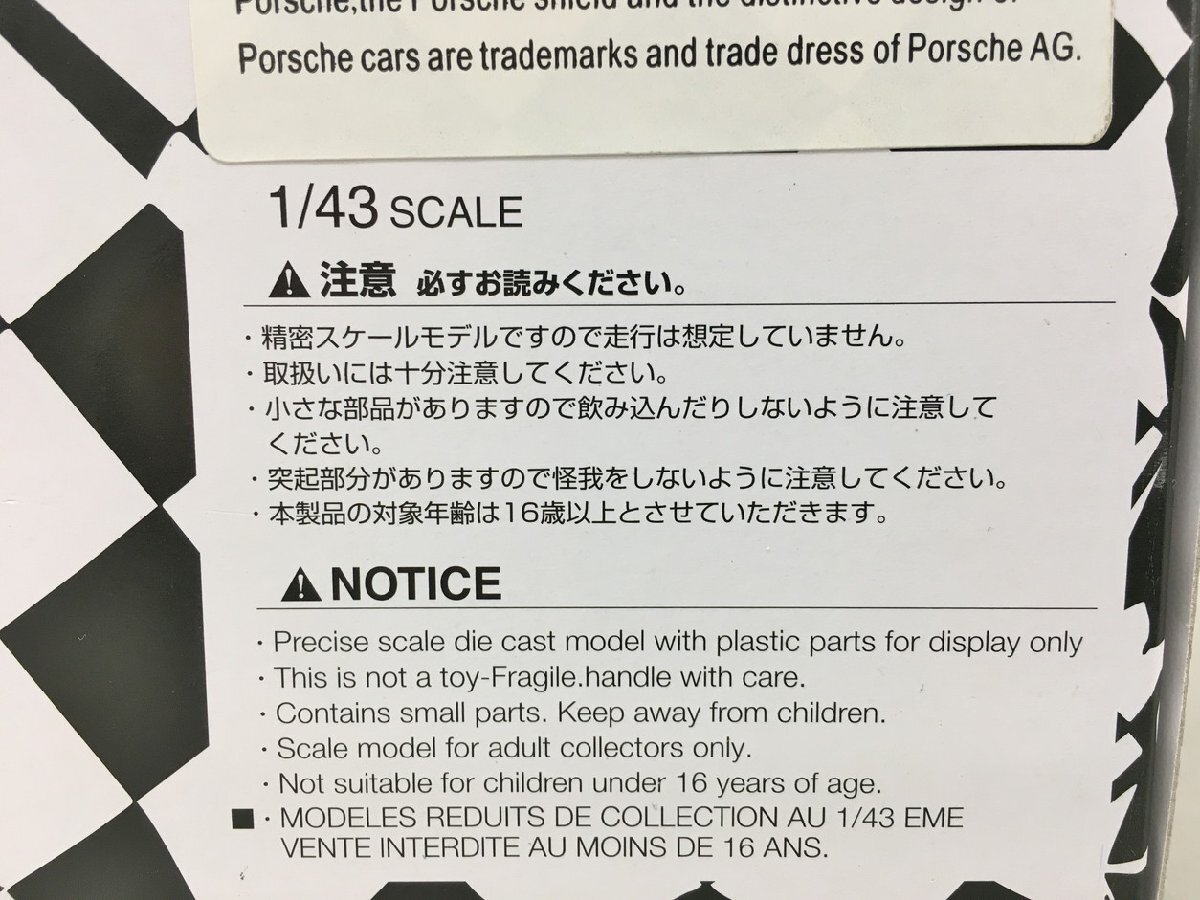 Porsche,the Porsche shield and the distinctive design of
Porsche cars are trademarks and trade dress of Porsche AG.
1/43 SCALE
注意 必すお読みください。
・精密スケールモデルですので走行は想定していません。
・取扱いには十分注意してください。
・小さな部品がありますので飲み込んだりしないように注意して
ください。
・突起部分がありますので怪我をしないように注意してください。
・本製品の対象年齢は16歳以上とさせていただきます。
NOTICE
・Precise scale die cast model with plastic parts for display only
・This is not a toy-Fragile.handle with care.
・Contains small parts. Keep away from children.
・Scale model for adult collectors only.
・Not suitable for children under 16 years of age.
■・MODELES REDUITS DE COLLECTION AU 1/43 EME
VENTE INTERDITE AU MOINS DE 16 ANS.